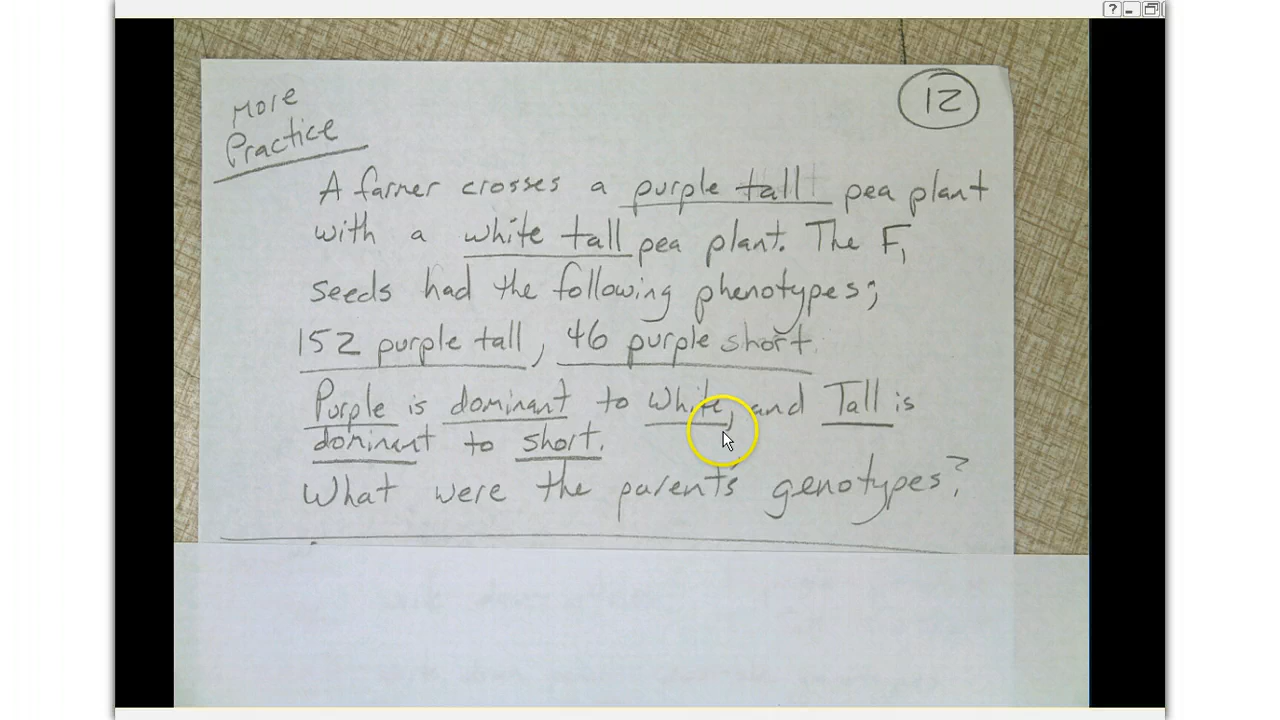 More
Practice
12
A farmer crosses a purple tall pea plant
with a white tall pea plant. The F1
seeds had the following phenotypes;
152 purple tall, 46 purple short.
Purple is dominant to white, and Tall is
dominant to short.
What were the parents' genotypes?